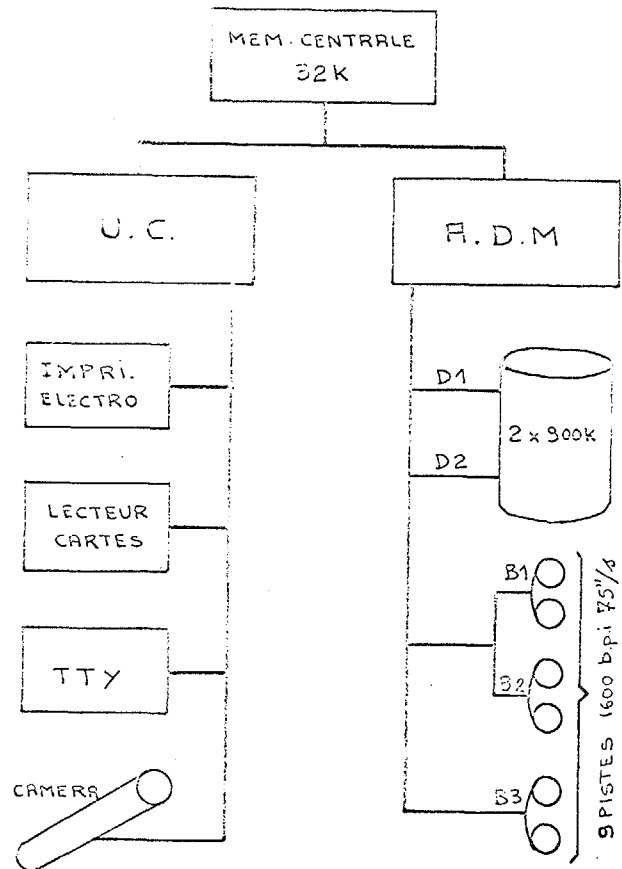 MEM. CENTRALE
32K
U.C.
A.D.M
IMPRI.
ELECTRO
D1
2 x 900K
D2
LECTEUR
CARTES
B1
TTY
B2
CAMERA
B3
9 PISTES 1600 b.p.i 75"/s